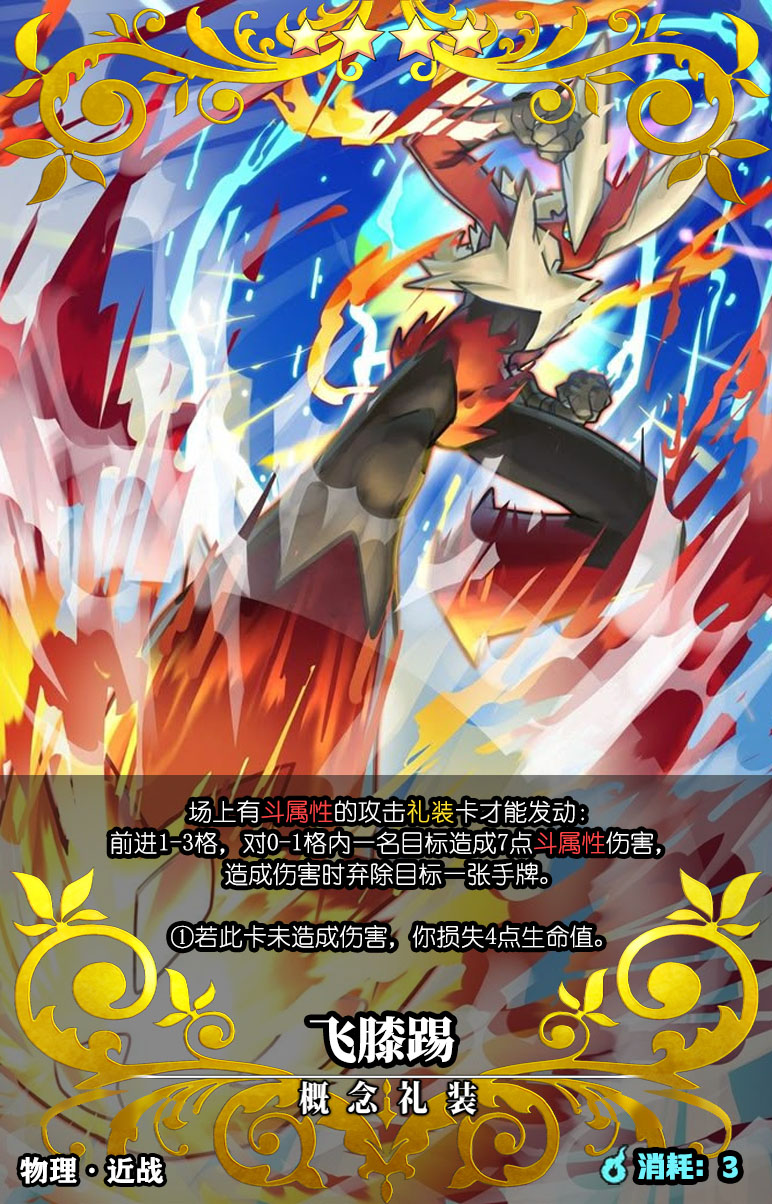 场上有斗属性的攻击礼装卡才能发动：
前进1-3格，对0-1格内一名目标造成7点斗属性伤害，
造成伤害时弃除目标一张手牌。
①若此卡未造成伤害，你损失4点生命值。
飞膝踢
概念礼装
物理·近战
消耗：3